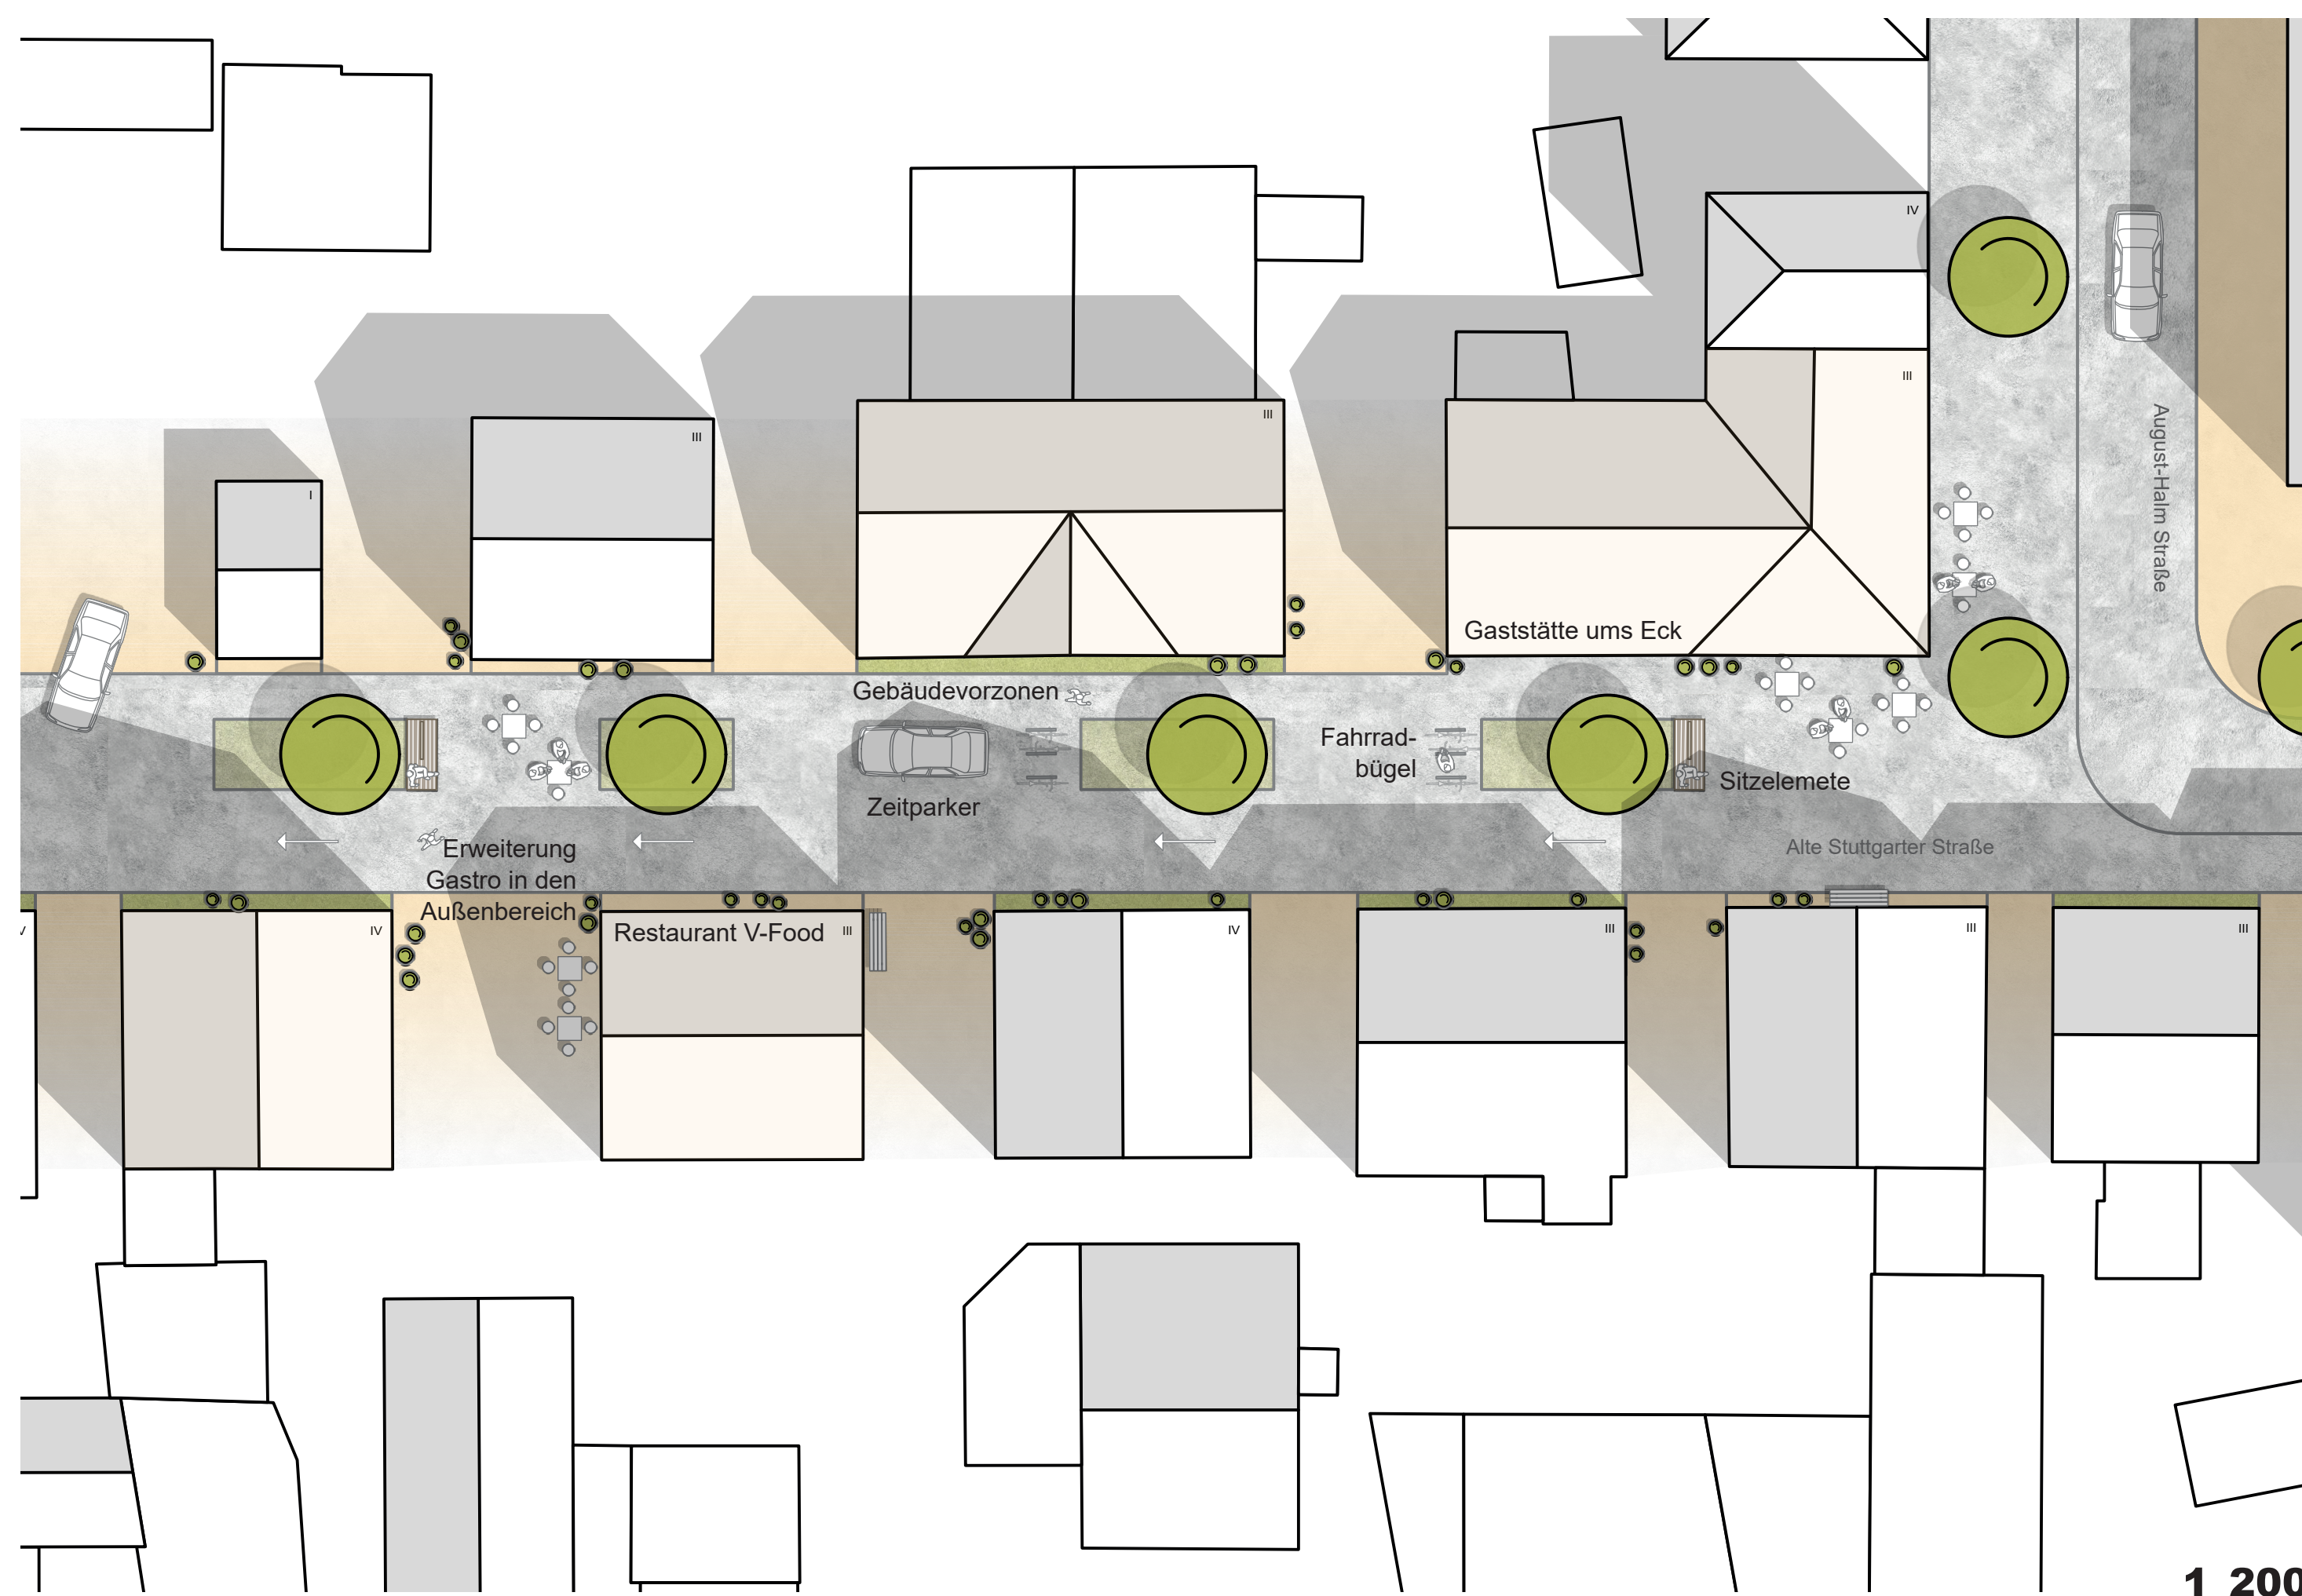 IV
III
III
III
I
August-Halm Straße
Gaststätte ums Eck
Gebäudevorzonen
Fahrrad-
bügel
Sitzelemete
Zeitparker
Erweiterung
Gastro in den
Außenbereich
Alte Stuttgarter Straße
V
IV
Restaurant V-Food
III
IV
III
III
III
1 200